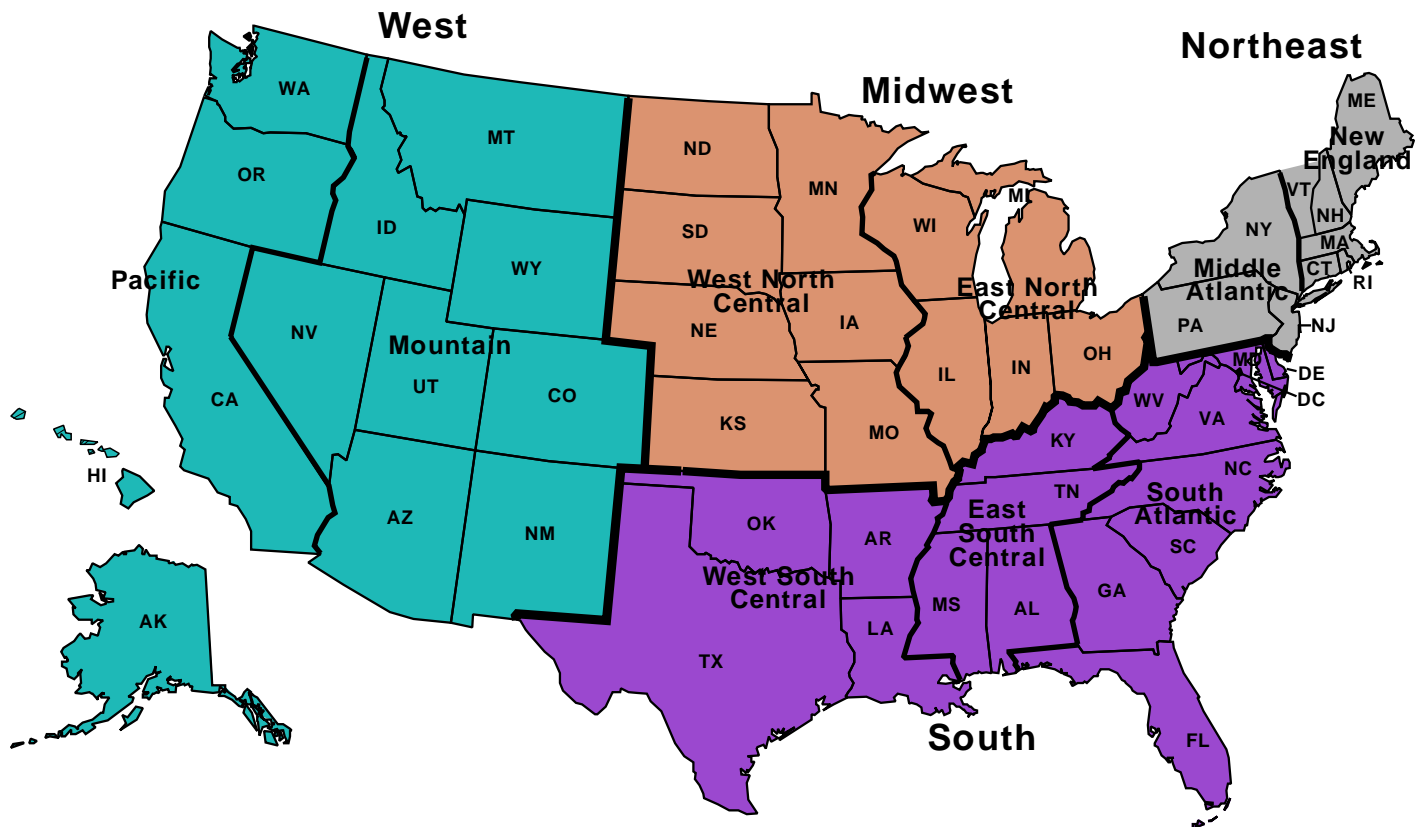 West
Northeast
Midwest
WA
ME
MT
ND
New
England
OR
MN
VT
MI
NH
ID
SD
WI
NY
MA
WY
Pacific
West North
Central
East North
Central
Middle
Atlantic
CT
RI
NV
NE
IA
PA
NJ
Mountain
UT
CO
IL
IN
OH
MD
DE
DC
CA
KS
MO
WV
VA
KY
HI
NC
TN
AZ
NM
OK
AR
East
South
Central
South
Atlantic
SC
West South
Central
MS
AL
GA
AK
LA
TX
South
FL